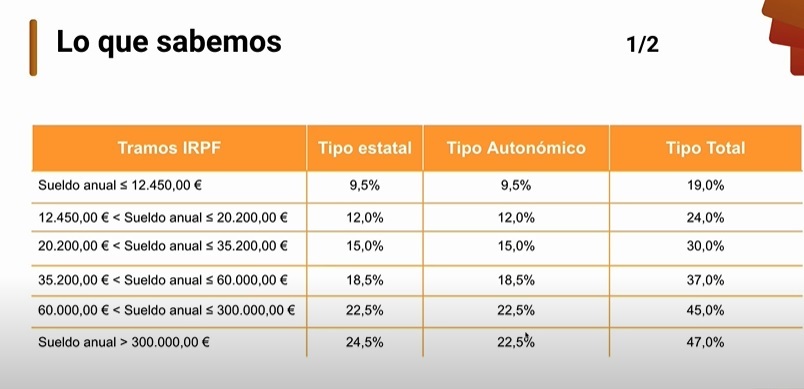 Lo que sabemos 1/2
Tramos IRPF Tipo estatal Tipo Autonómico Tipo Total
Sueldo anual ≤ 12.450,00 € 9,5% 9,5% 19,0%
12.450,00 € < Sueldo anual ≤ 20.200,00 € 12,0% 12,0% 24,0%
20.200,00 € < Sueldo anual ≤ 35.200,00 € 15,0% 15,0% 30,0%
35.200,00 € < Sueldo anual ≤ 60.000,00 € 18,5% 18,5% 37,0%
60.000,00 € < Sueldo anual ≤ 300.000,00 € 22,5% 22,5% 45,0%
Sueldo anual > 300.000,00 € 24,5% 22,5% 47,0%